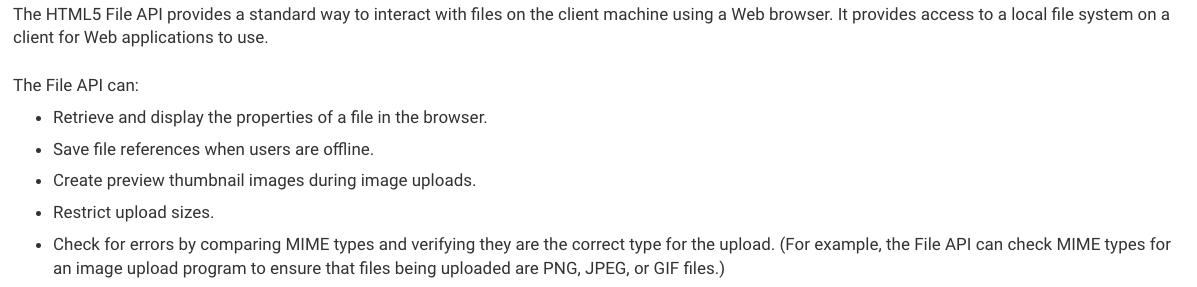 The HTML5 File API provides a standard way to interact with files on the client machine using a Web browser. It provides access to a local file system on a
client for Web applications to use.
The File API can:
• Retrieve and display the properties of a file in the browser.
• Save file references when users are offline.
• Create preview thumbnail images during image uploads.
• Restrict upload sizes.
• Check for errors by comparing MIME types and verifying they are the correct type for the upload. (For example, the File API can check MIME types for
an image upload program to ensure that files being uploaded are PNG, JPEG, or GIF files.)